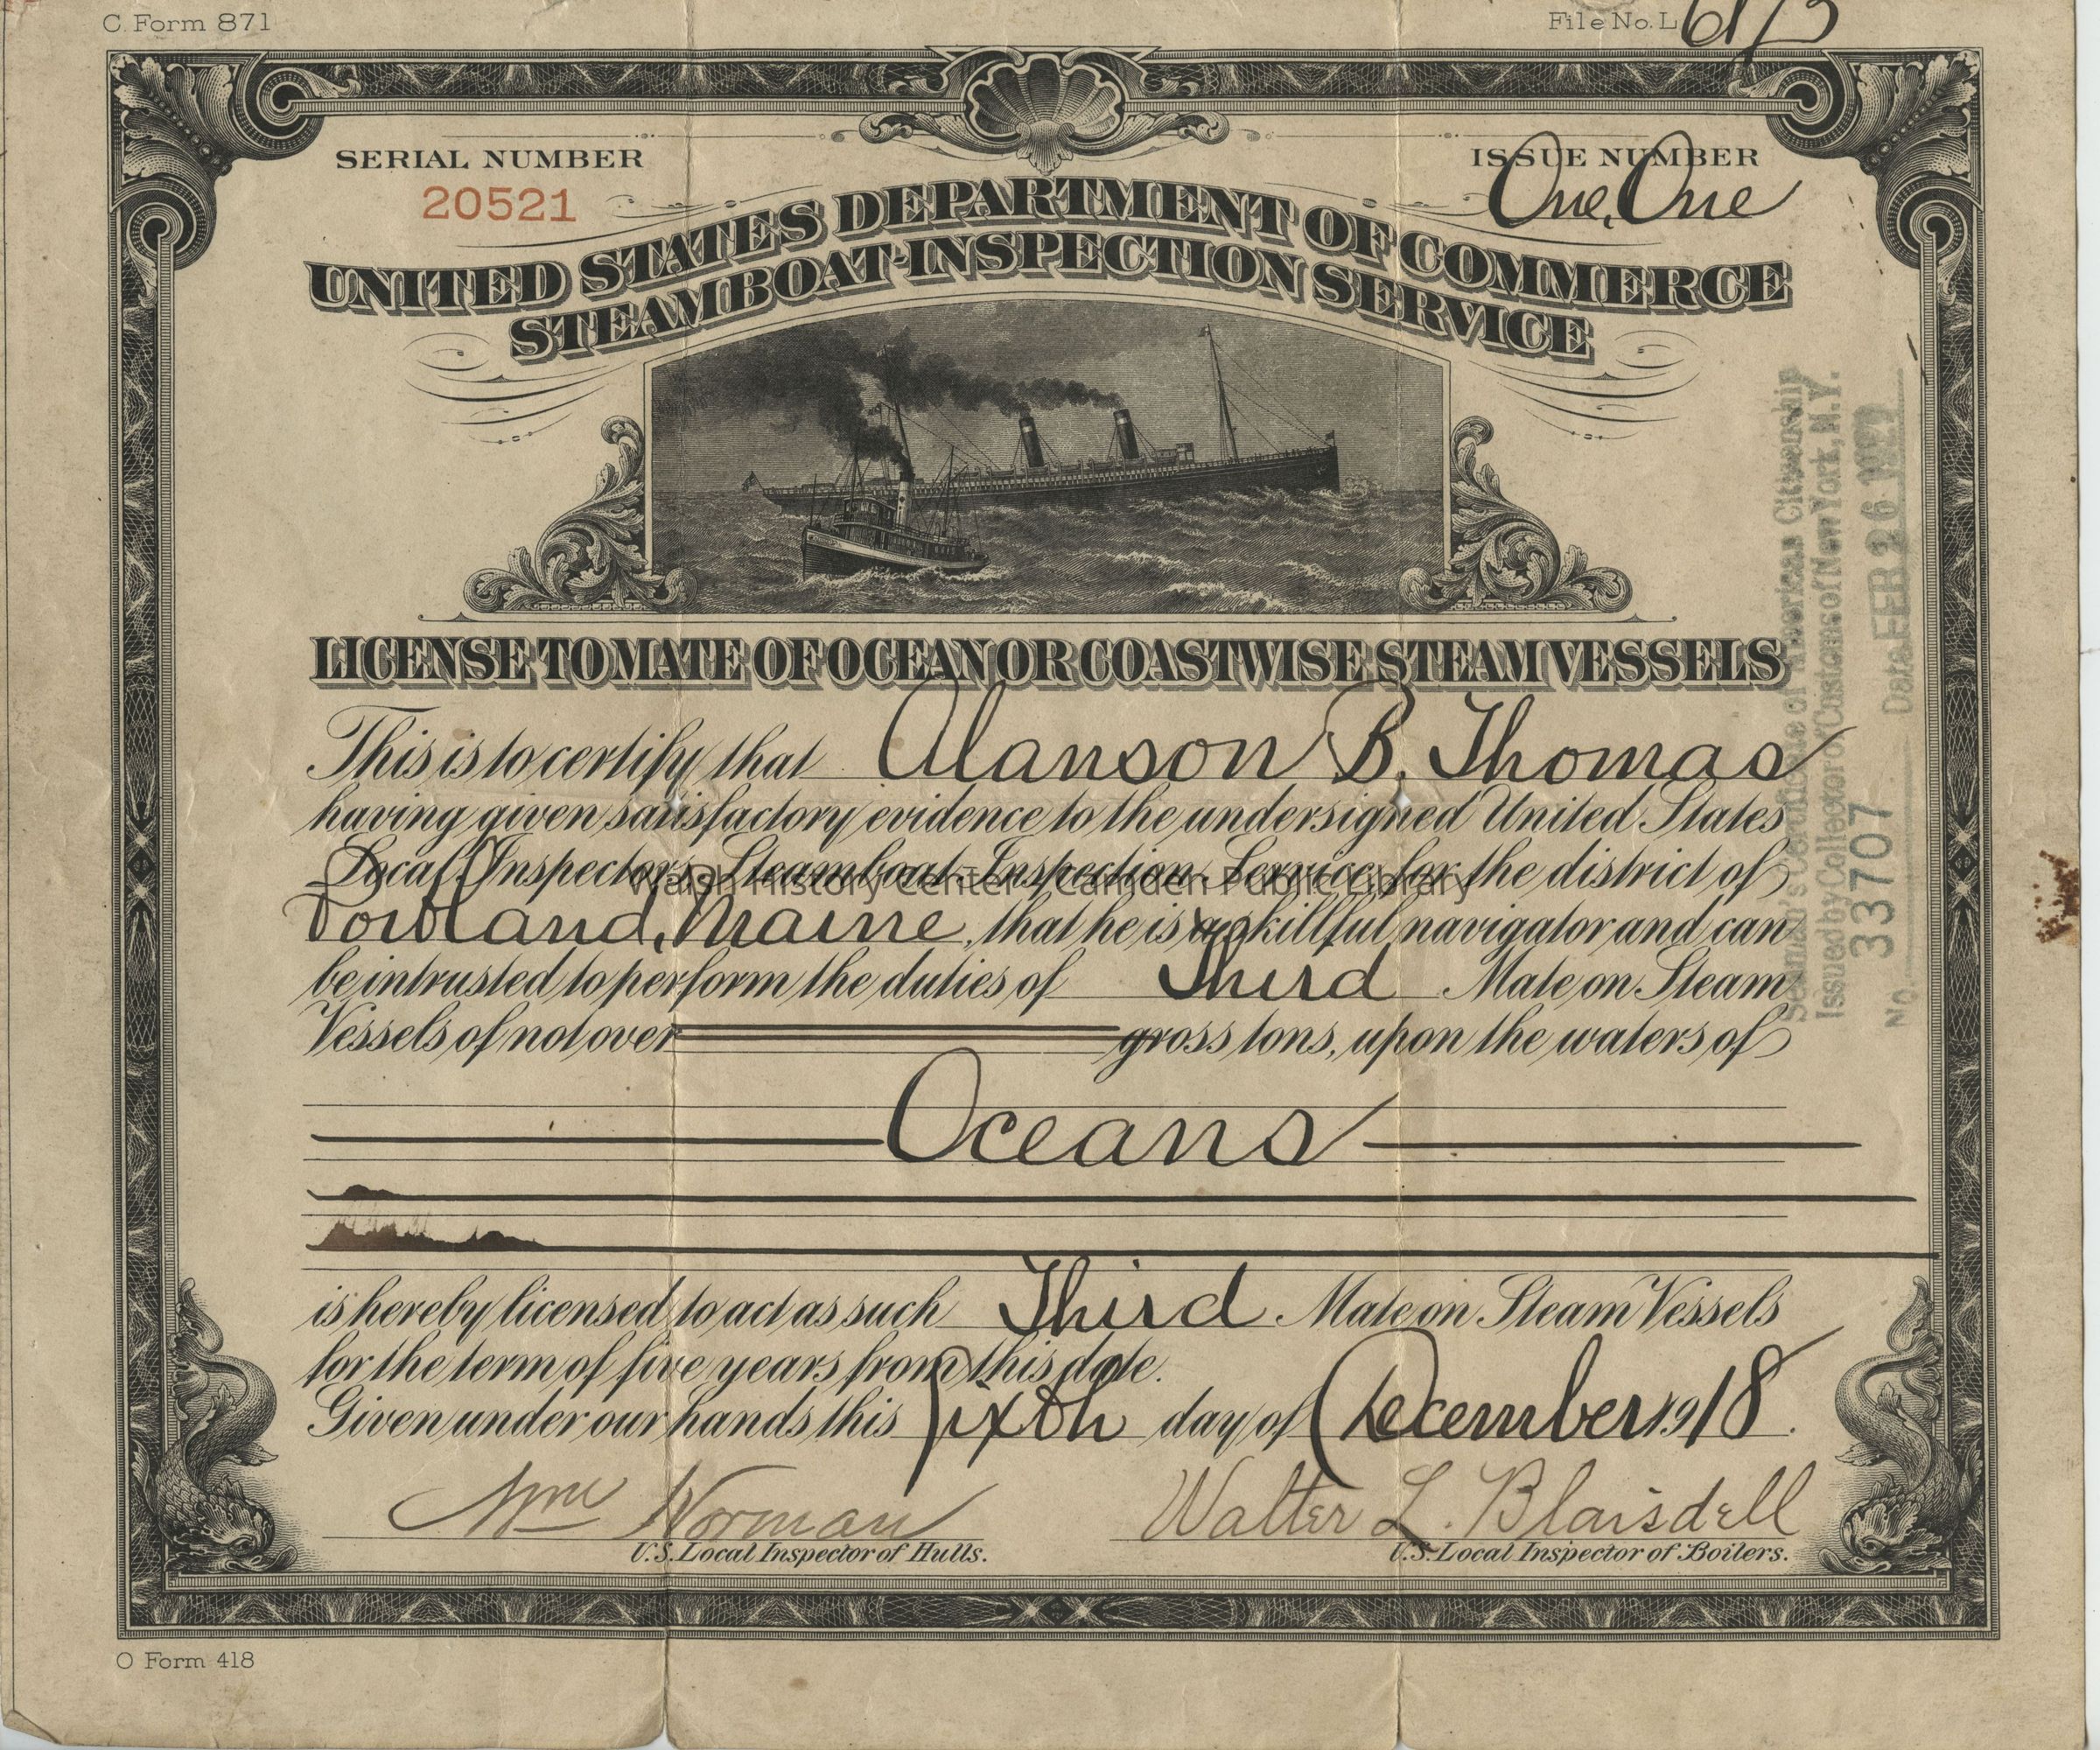 C Form 871
File No. L 6173
SERIAL NUMBER
20521
ISSUE NUMBER
One, One
UNITED STATES DEPARTMENT OF COMMERCE
STEAMBOAT-INSPECTION SERVICE
LICENSE TO MATE OF OCEAN OR COASTWISE STEAM VESSELS
This is to certify that Alanson B. Thomas
having given satisfactory evidence to the undersigned United States
Local Inspectors, Steamboat-Inspection Service, for the district of
Portland, Maine, that he is a skillful navigator and can
be intrusted to perform the duties of Third Mate on Steam
Vessels of not over gross tons, upon the waters of
Oceans
is hereby licensed to act as such Third Mate on Steam Vessels
for the term of five years from this date.
Given under our hands this Sixth day of December 1918.
Wm Norman
U.S. Local Inspector of Hulls.
Walter L. Blaisdell
U.S. Local Inspector of Boilers.
O Form 418
Seaman's Certificate of American Citizenship
Issued by Collector of Customs of New York, N.Y.
No. 33707 Date FEB 26
Walsh History Center - Camden Public Library